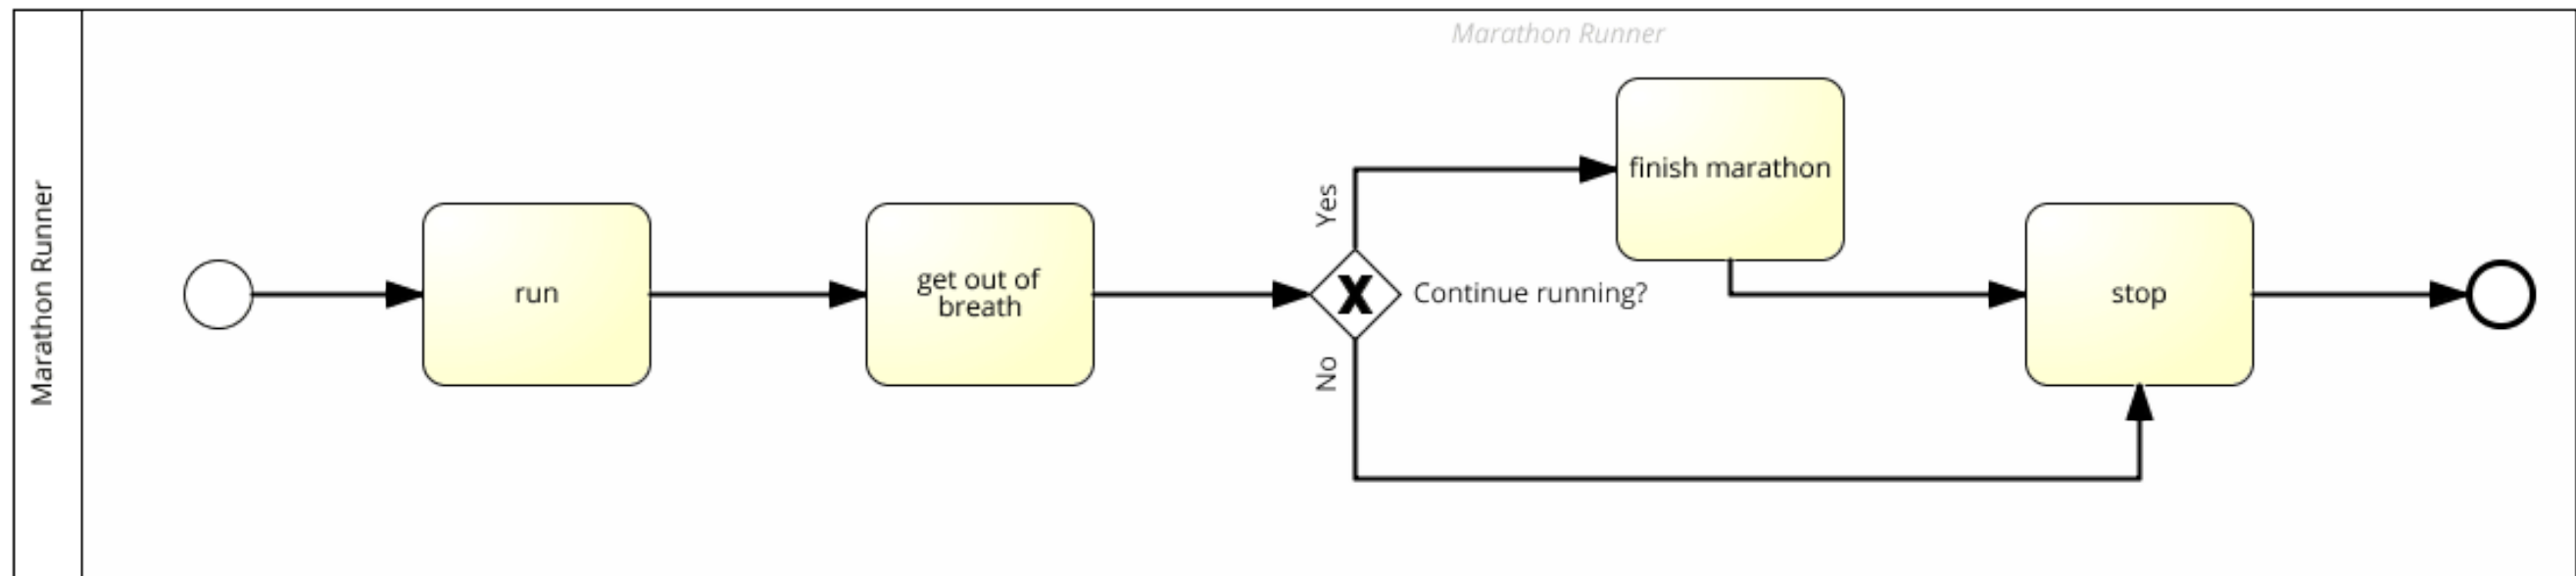 Marathon Runner
Marathon Runner
run
get out of
breath
Yes
Continue running?
No
finish marathon
stop